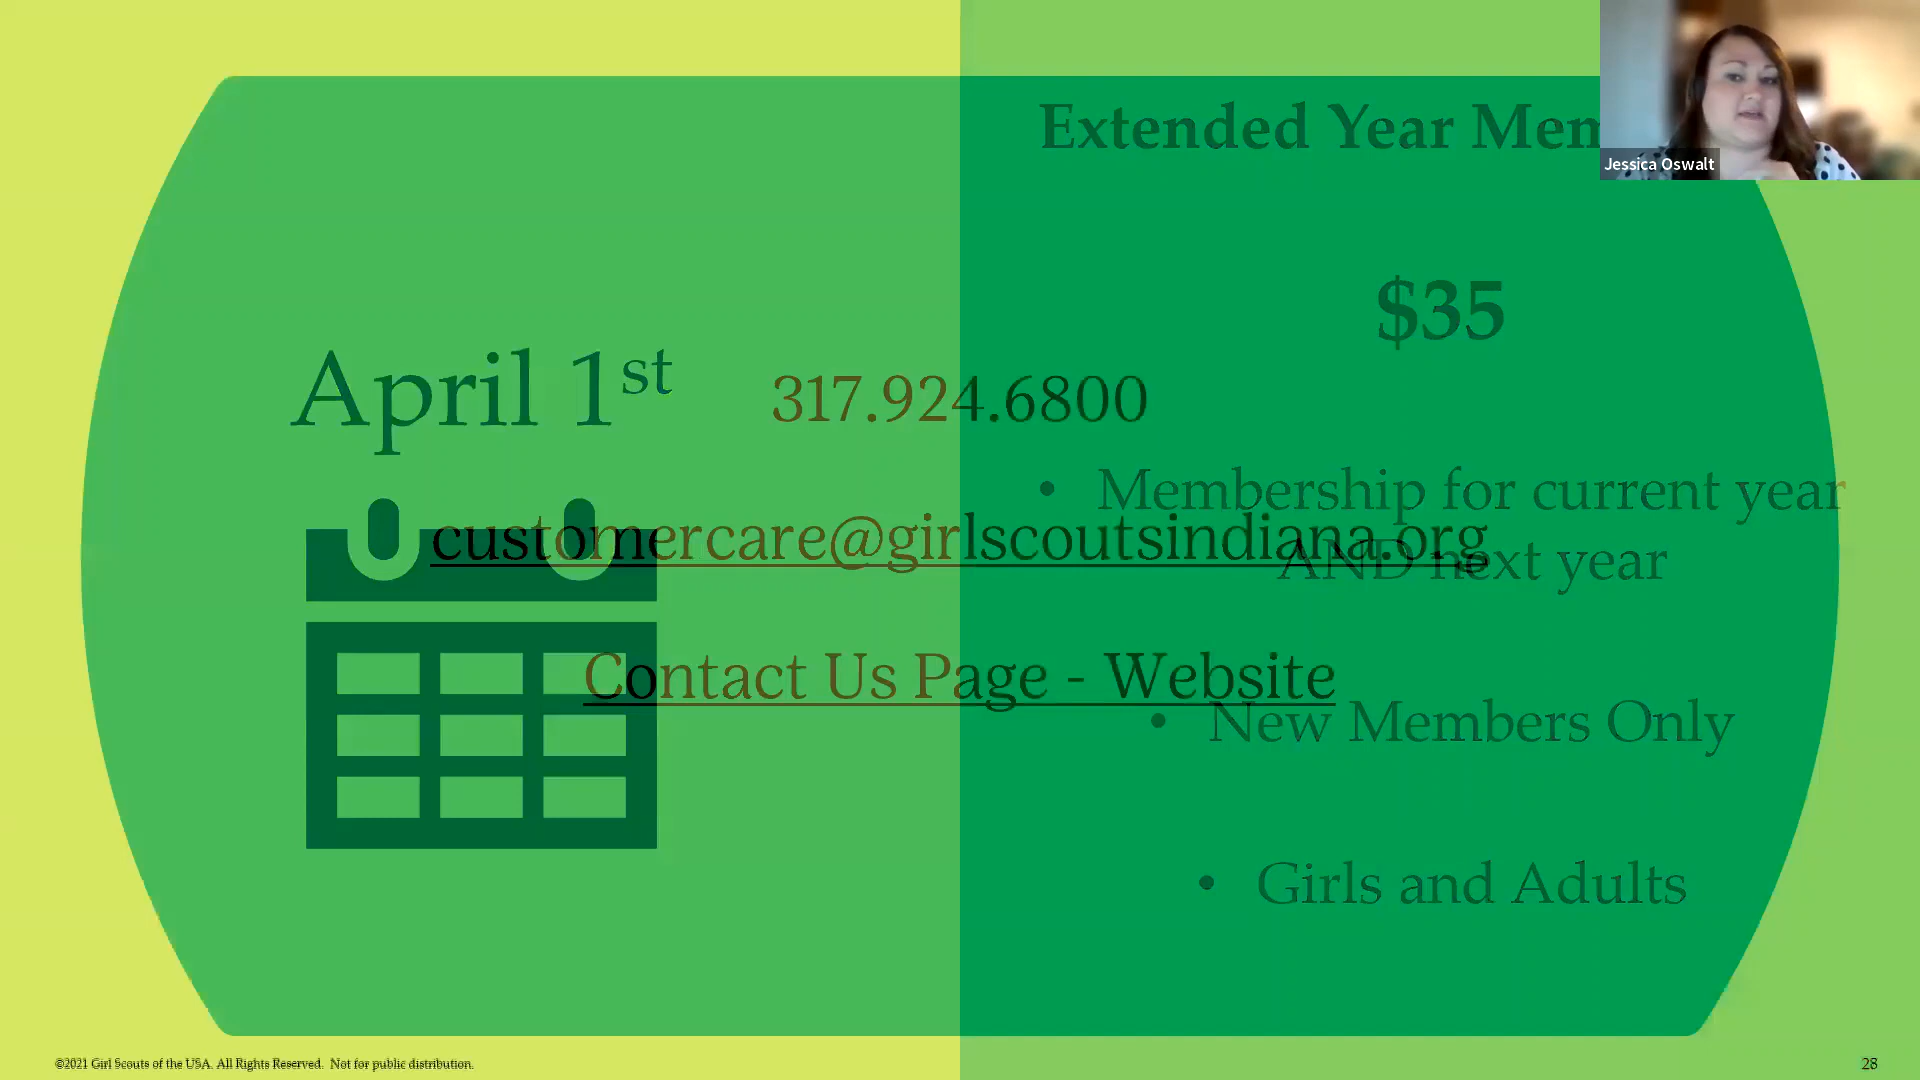 Extended Year Mem
Jessica Oswalt
$35
April 1st
317.924.6800
• Membership for current year
customercare@girlscoutsindiana.org
AND next year
Contact Us Page - Website
• New Members Only
• Girls and Adults
©2021 Girl Scouts of the USA. All Rights Reserved. Not for public distribution.
28